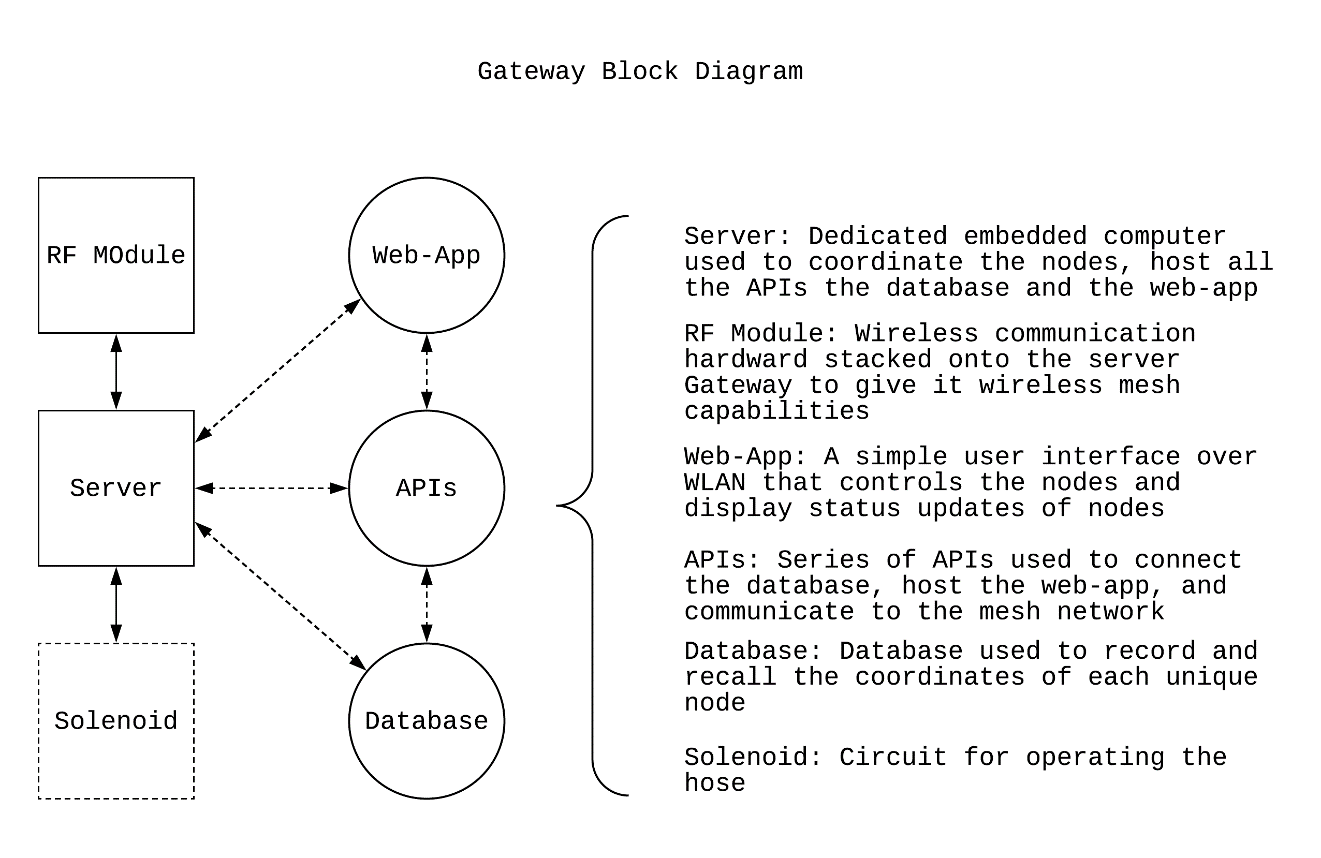 Gateway Block Diagram
RF MOdule
Web-App
Server
APIs
Solenoid
Database
Server: Dedicated embedded computer
used to coordinate the nodes, host all
the APIs the database and the web-app
RF Module: Wireless communication
hardward stacked onto the server
Gateway to give it wireless mesh
capabilities
Web-App: A simple user interface over
WLAN that controls the nodes and
display status updates of nodes
APIs: Series of APIs used to connect
the database, host the web-app, and
communicate to the mesh network
Database: Database used to record and
recall the coordinates of each unique
node
Solenoid: Circuit for operating the
hose